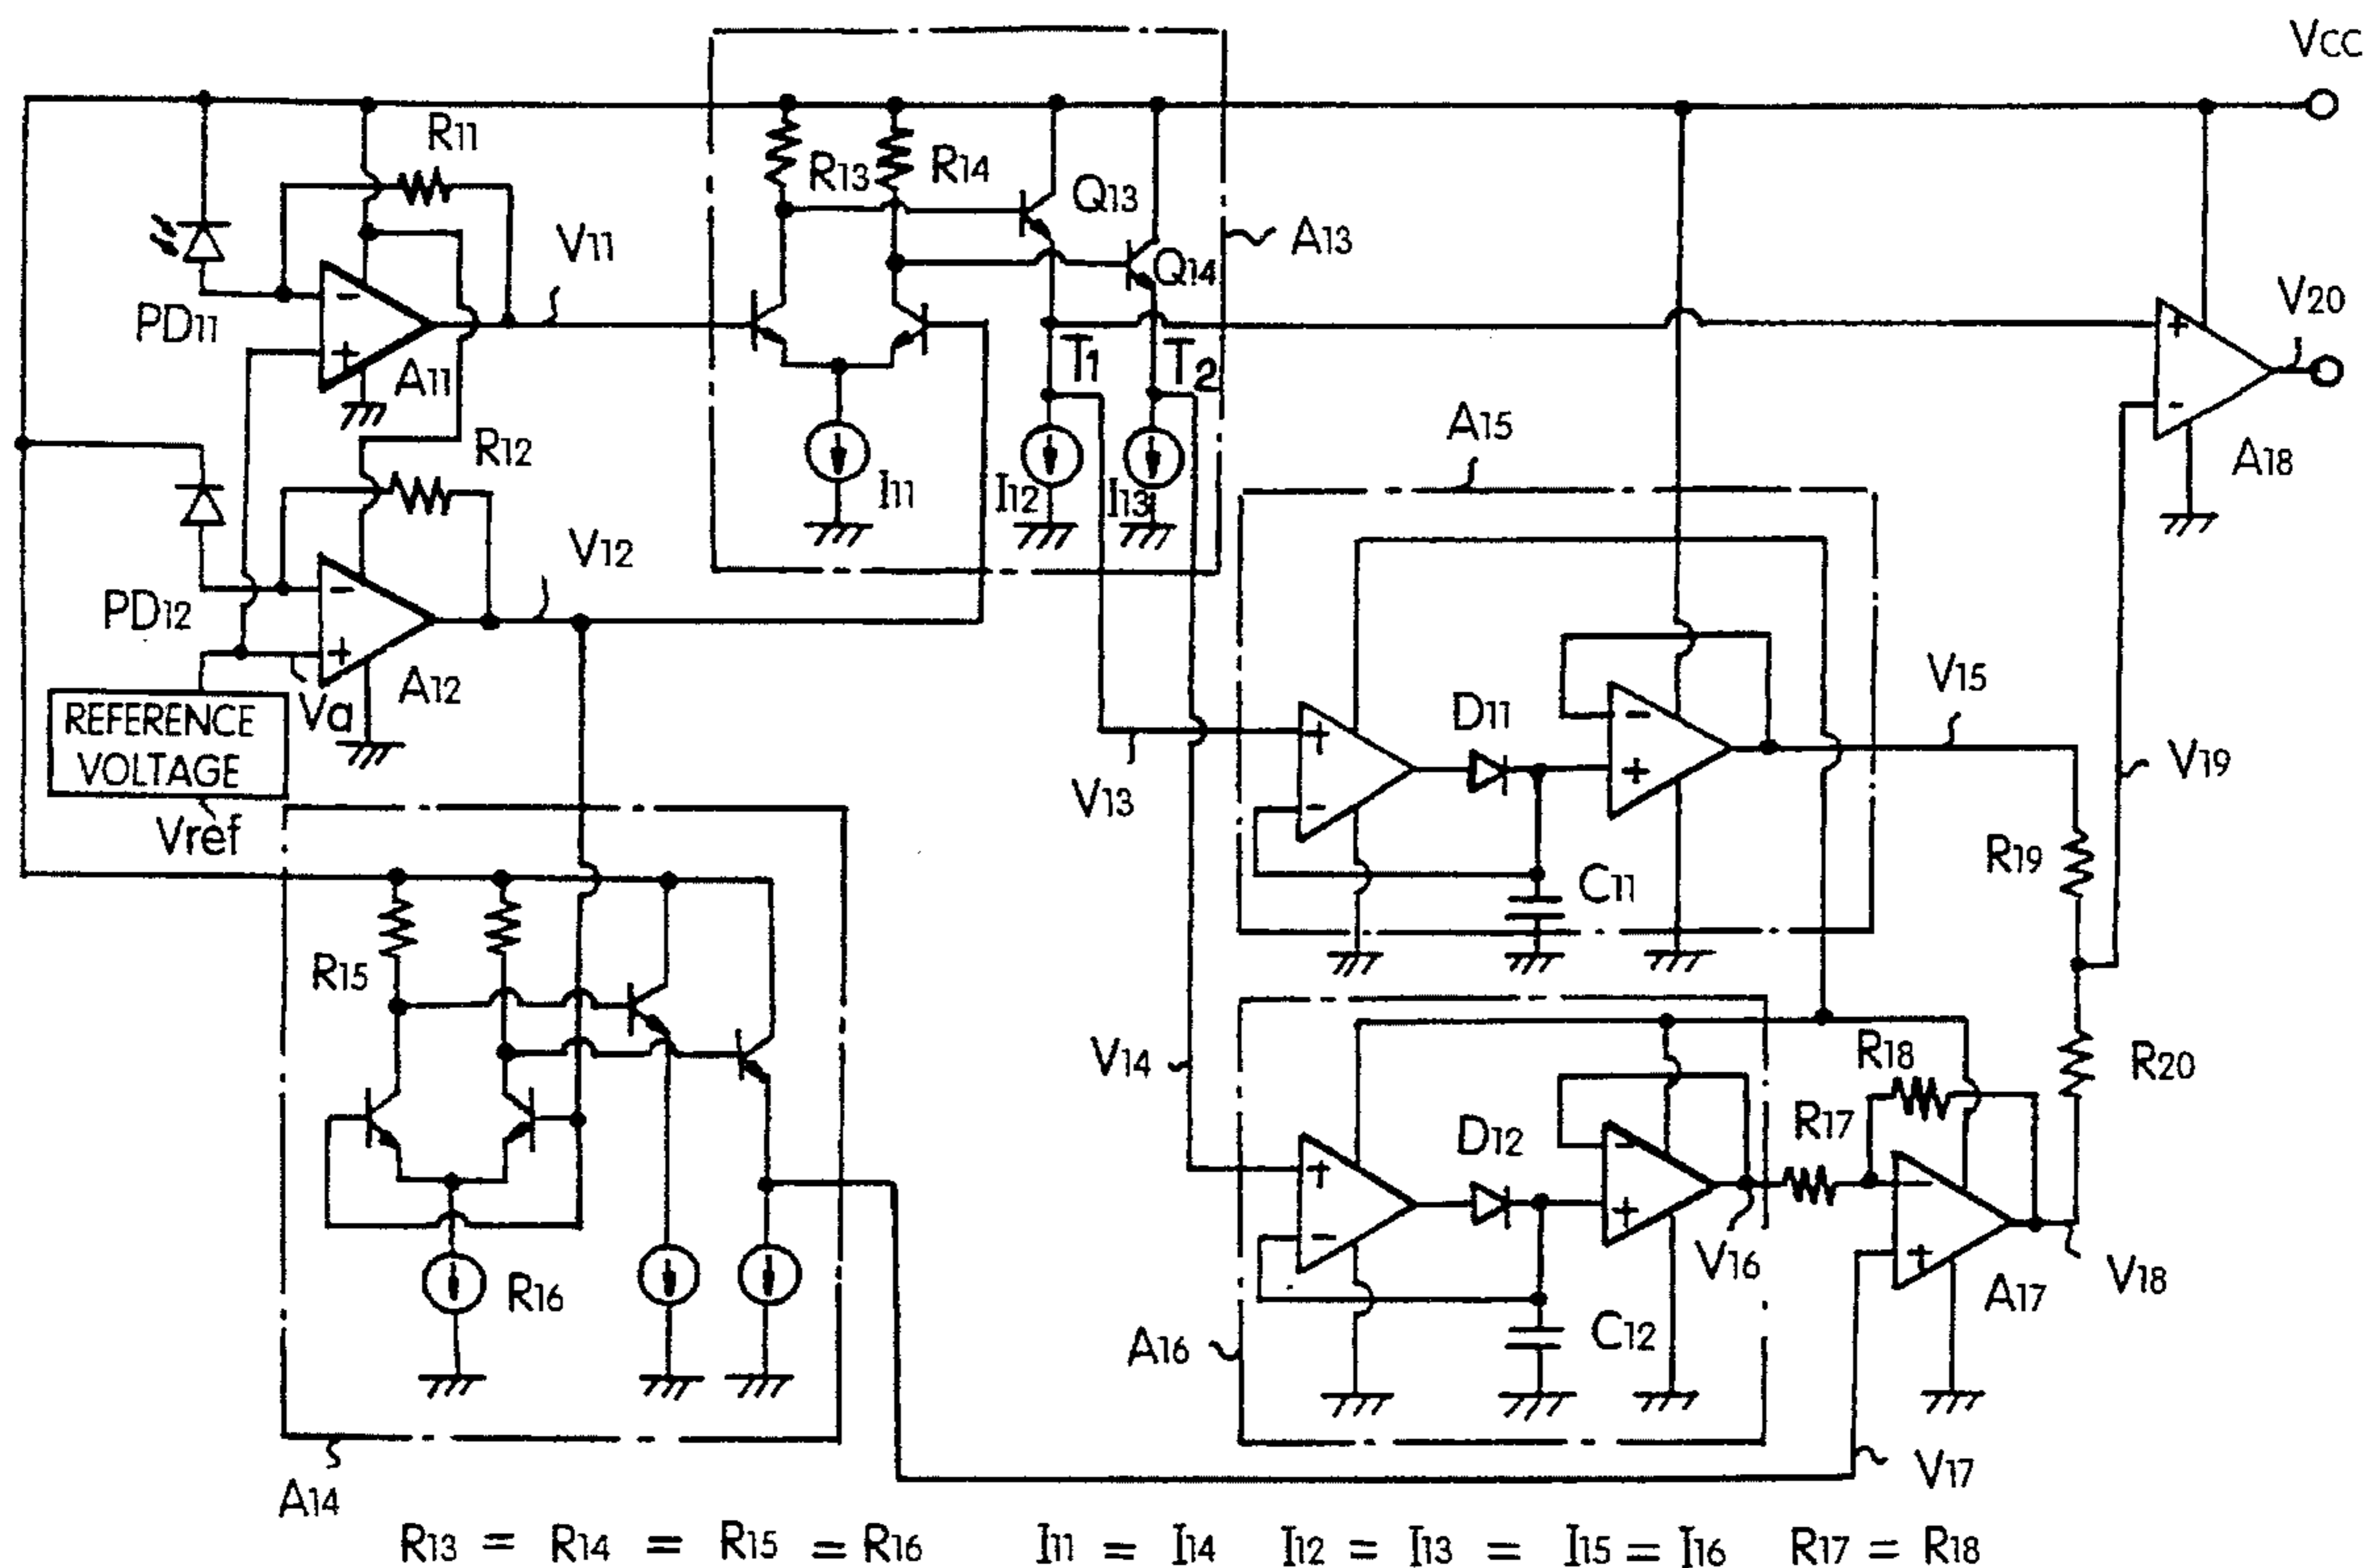 VCC
R11
R13
R14
Q13
A13
V11
Q14
V20
PD11
-
+
A11
T1
T2
+
-
A18
R12
I11
I12
I13
A15
V12
PD12
-
+
A12
Va
REFERENCE
VOLTAGE
Vref
D11
-
+
+
-
V15
V13
V19
C11
R19
R15
V14
R18
R20
D12
R17
+
-
-
+
V16
-
+
A17
V18
R16
C12
A16
V17
A14
R13 = R14 = R15 = R16 I11 = I14 I12 = I13 = I15 = I16 R17 = R18